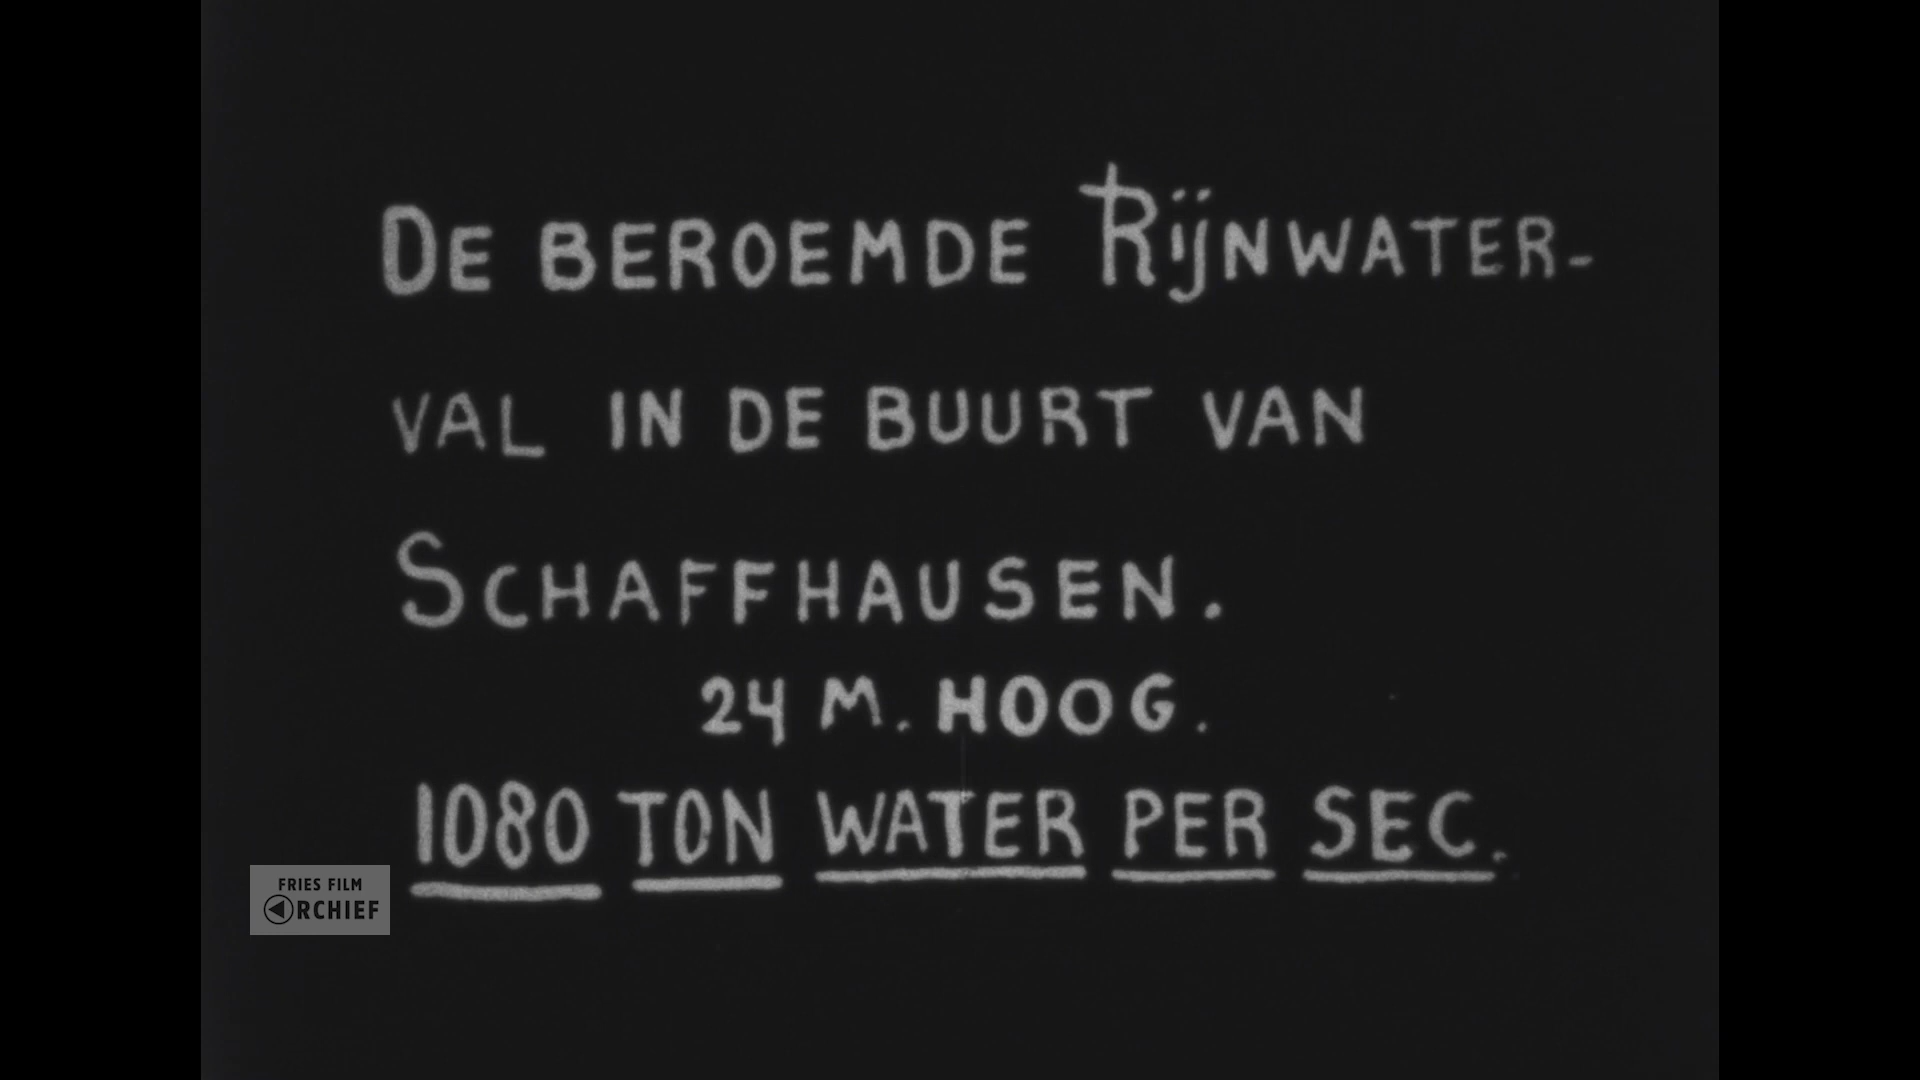 DE BEROEMDE RIJNWATER-
VAL IN DE BUURT VAN
SCHAFFHAUSEN.
24 M. HOOG.
1080 TON WATER PER SEC.
FRIES FILM
ARCHIEF